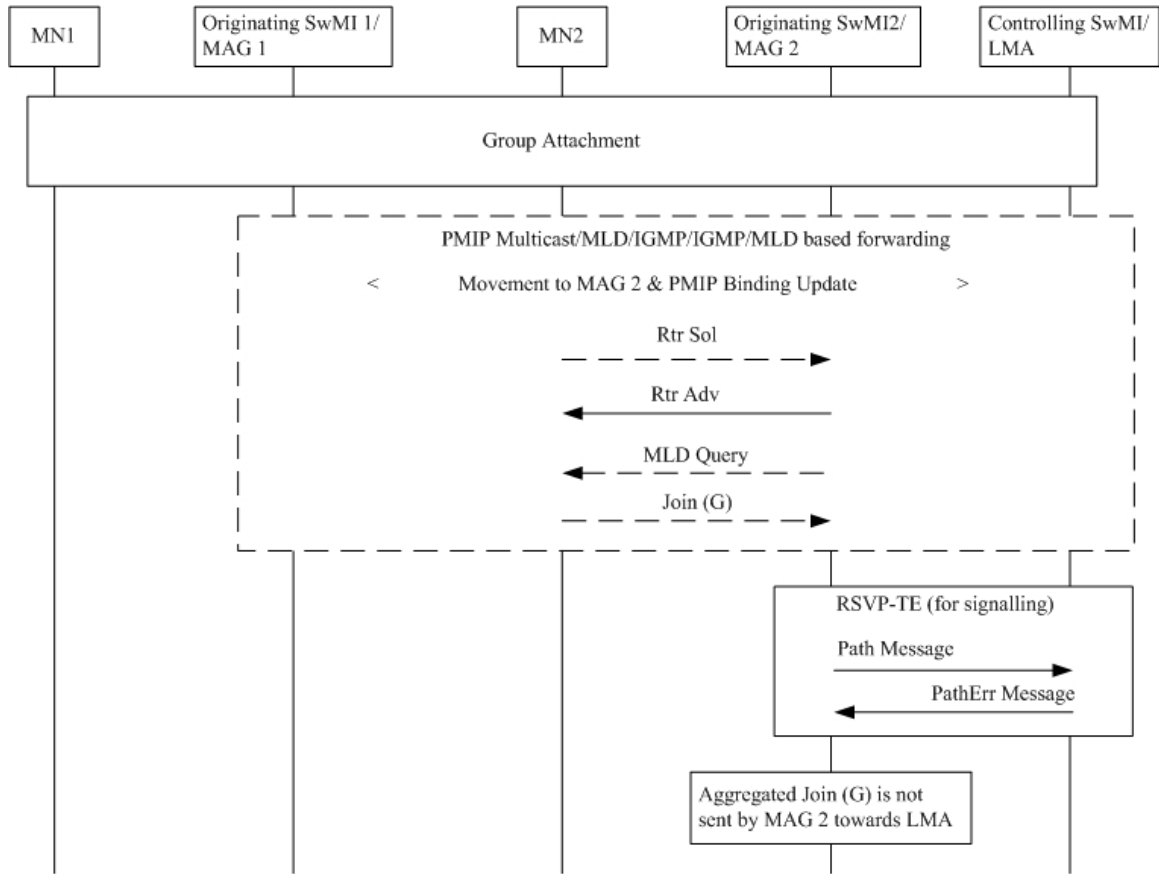 MN1
Originating SwMI 1/
MAG 1
MN2
Originating SwMI2/
MAG 2
Controlling SwMI/
LMA
Group Attachment
PMIP Multicast/MLD/IGMP/IGMP/MLD based forwarding
< Movement to MAG 2 & PMIP Binding Update >
Rtr Sol
Rtr Adv
MLD Query
Join (G)
RSVP-TE (for signalling)
Path Message
PathErr Message
Aggregated Join (G) is not
sent by MAG 2 towards LMA